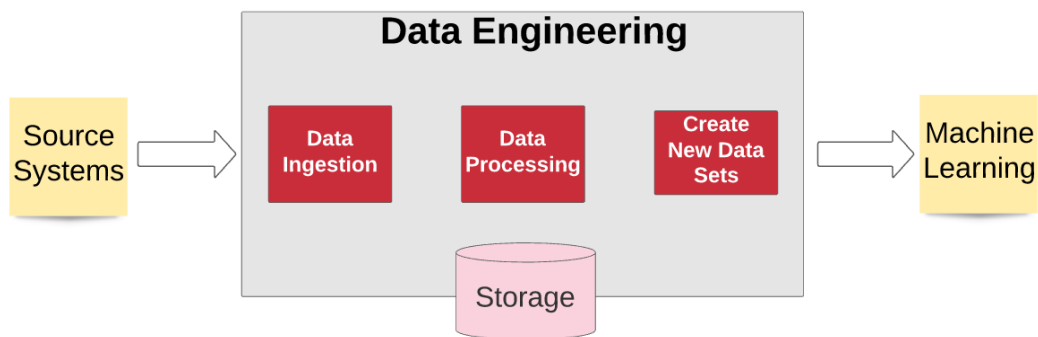 Data Engineering
Source
Systems
Data
Ingestion
Data
Processing
Create
New Data
Sets
Machine
Learning
Storage